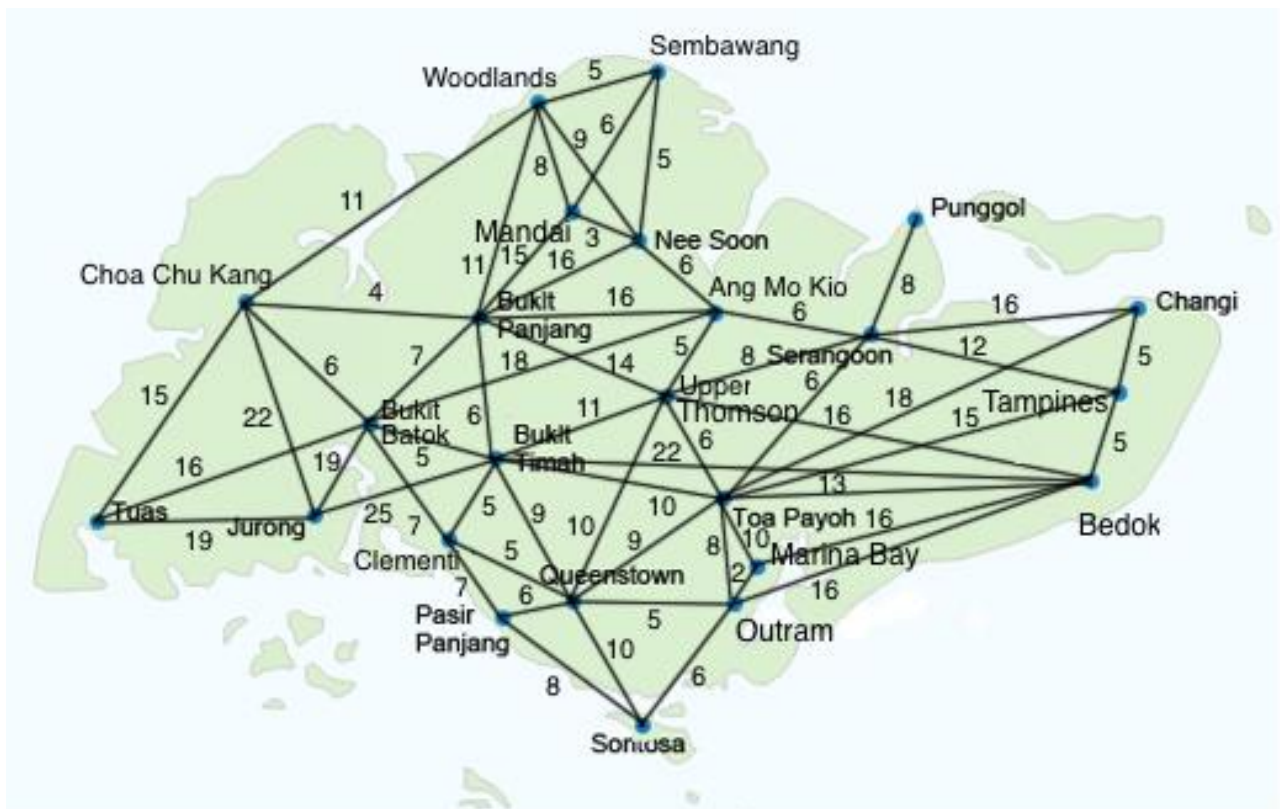 Sembawang
Woodlands
5
6
9
8
5
11
Punggol
Mandai
3
Nee Soon
15
16
11
6
Choa Chu Kang
4
Ang Mo Kio
8
16
Changi
Bukit
Panjang
16
6
Serangoon
12
5
7
18
14
5
8
6
6
Upper
Thomson
16
18
15
Tampines
15
22
Bukit
Batok
6
11
Bukit
Timah
6
22
5
16
19
5
13
Tuas
19
Jurong
25
7
5
9
10
10
9
Toa Payoh
16
8
10
Marina Bay
Bedok
Clementi
5
Queenstown
2
16
7
6
Pasir
Panjang
5
Outram
10
8
6